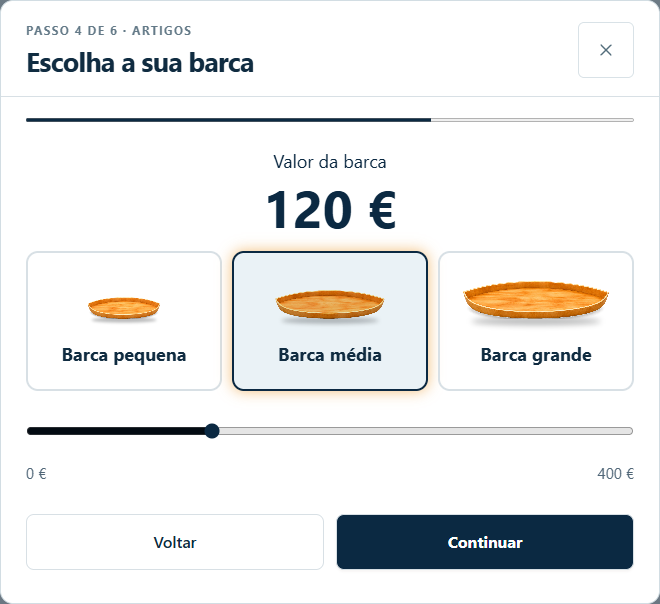 PASSO 4 DE 6 · ARTIGOS
Escolha a sua barca
Valor da barca
120 €
Barca pequena
Barca média
Barca grande
0 €
400 €
Voltar
Continuar